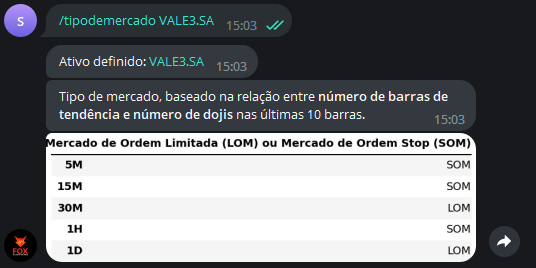 S
/tipodemercado VALE3.SA 15:03
Ativo definido: VALE3.SA 15:03
Tipo de mercado, baseado na relação entre número de barras de
tendência e número de dojis nas últimas 10 barras. 15:03
Mercado de Ordem Limitada (LOM) ou Mercado de Ordem Stop (SOM)
5M SOM
15M SOM
30M LOM
1H SOM
1D LOM
FOX